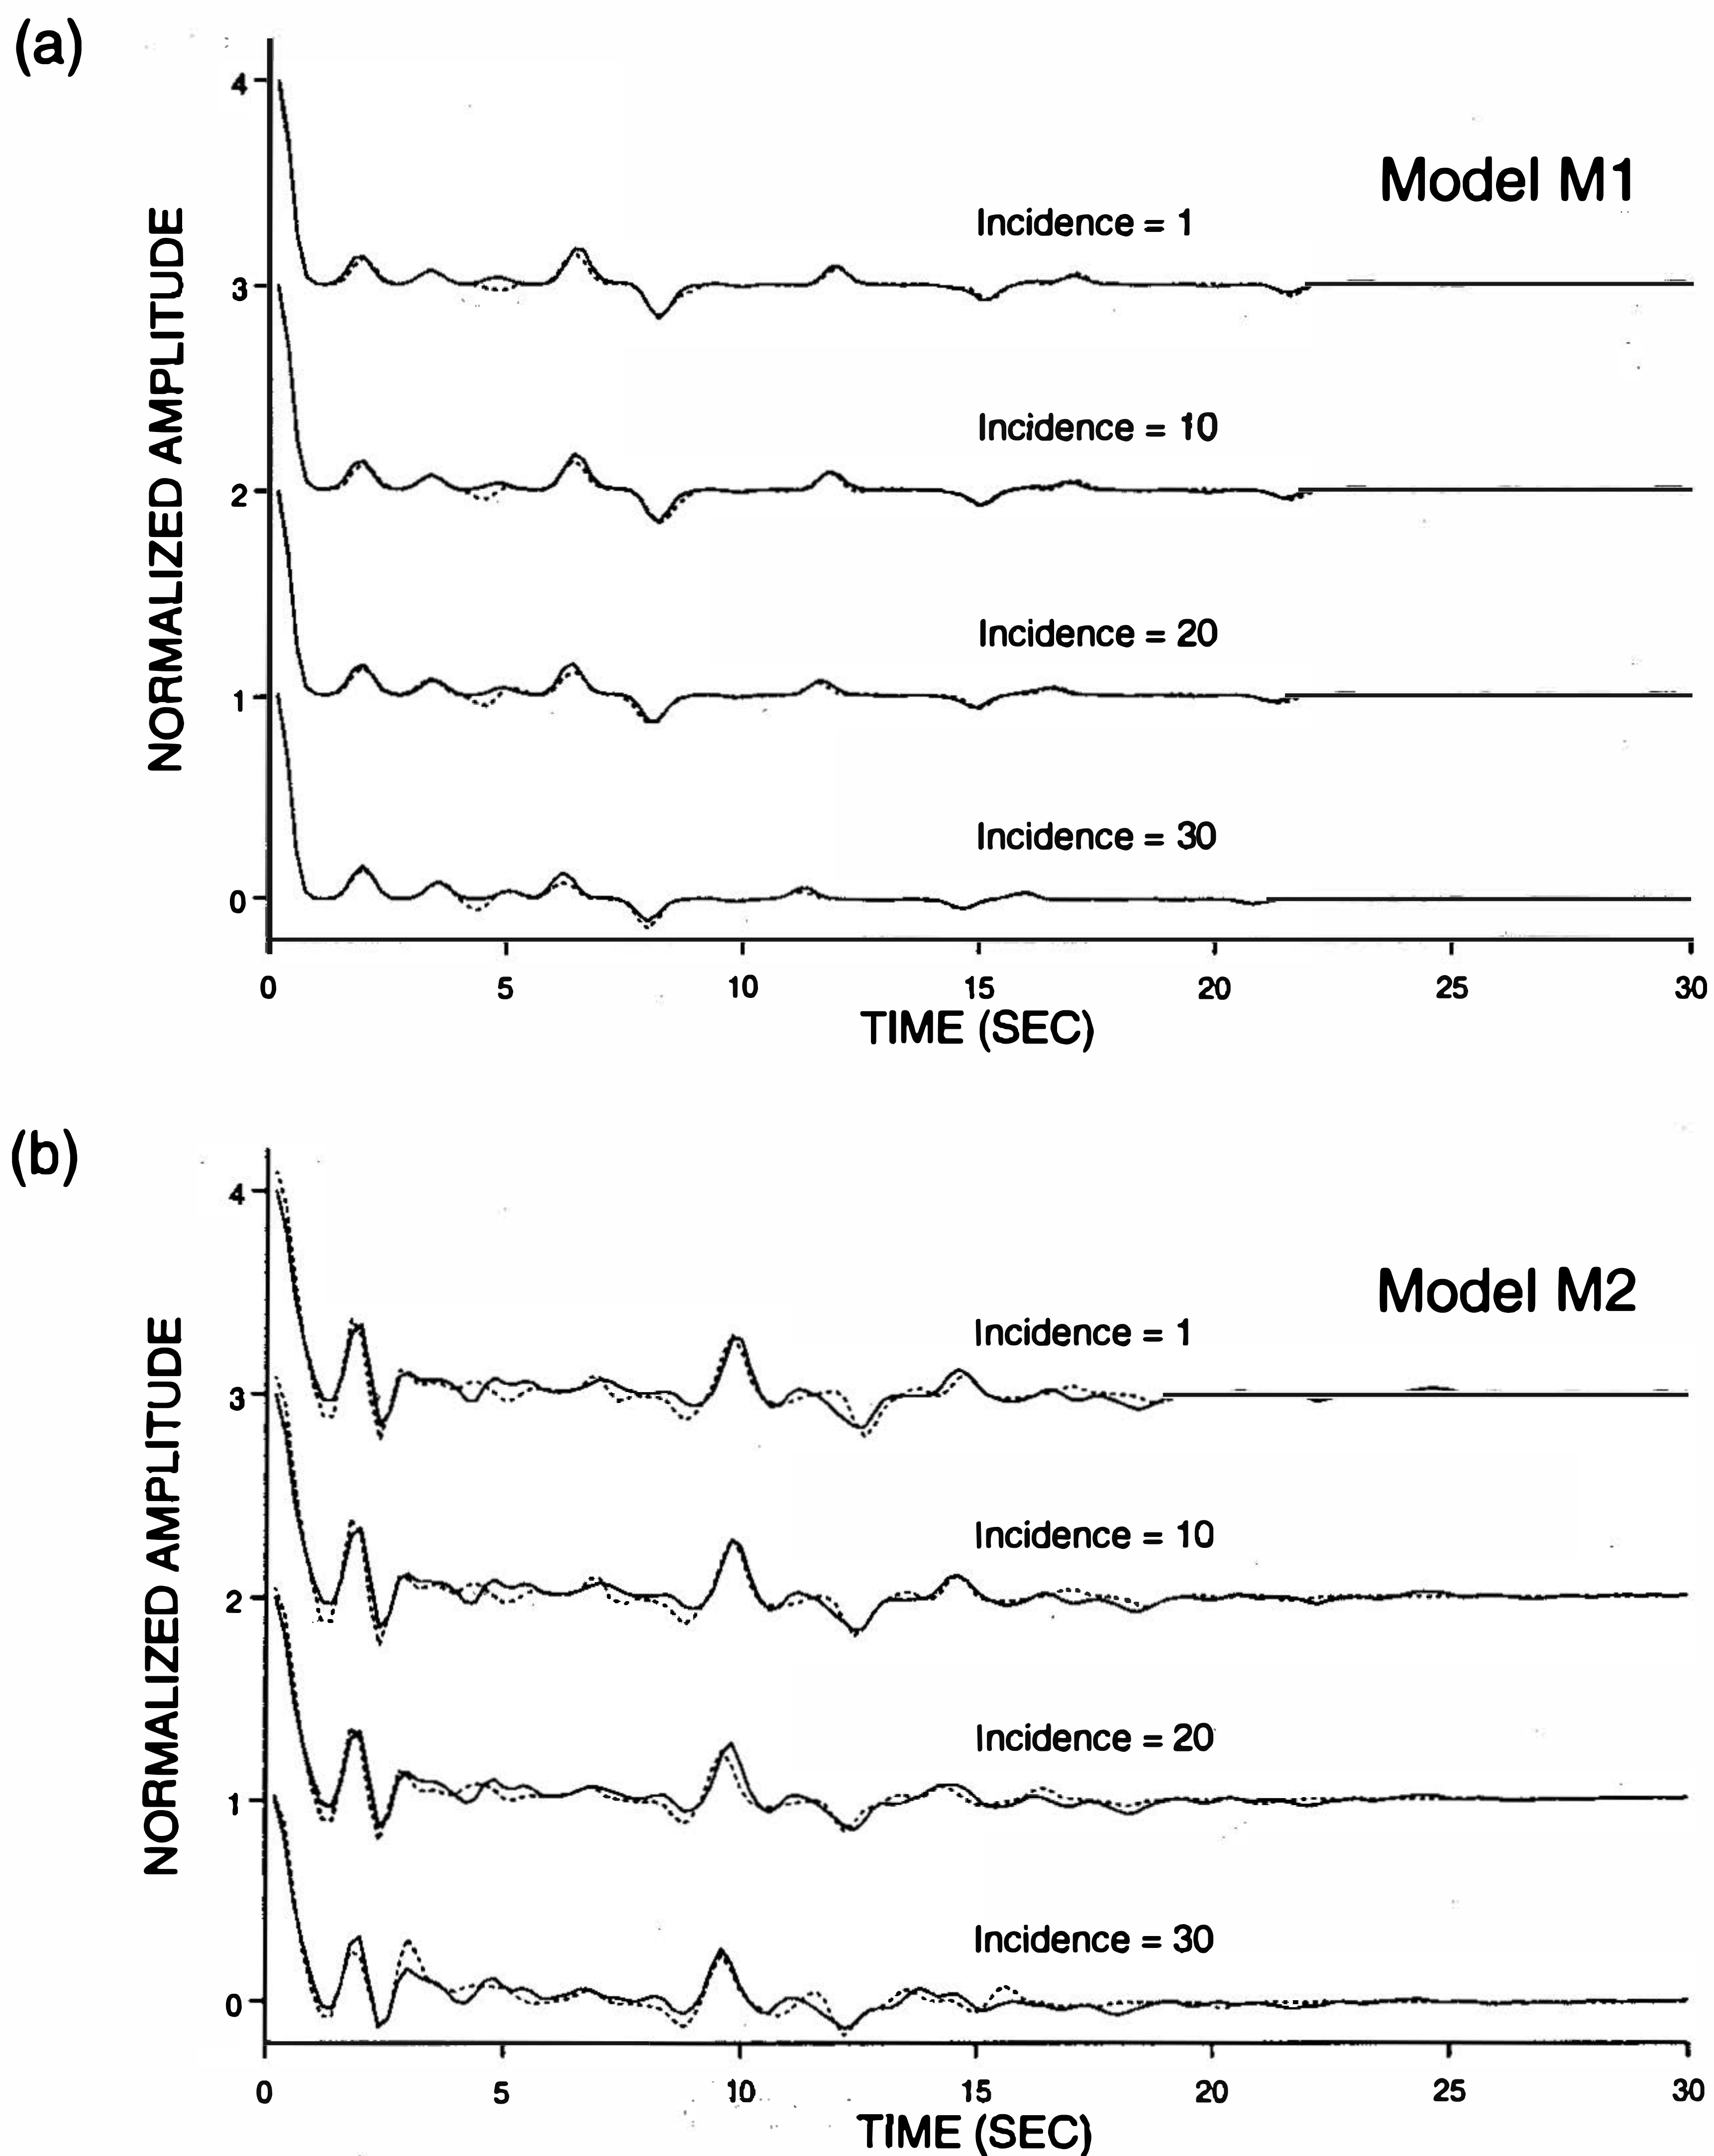 (a)
4
Model M1
Incidence = 1
3
Incidence = 10
2
Incidence = 20
1
Incidence = 30
0
NORMALIZED AMPLITUDE
0 5 10 15 20 25 30
TIME (SEC)
(b)
4
Model M2
Incidence = 1
3
Incidence = 10
2
Incidence = 20
1
Incidence = 30
0
NORMALIZED AMPLITUDE
0 5 10 15 20 25 30
TIME (SEC)